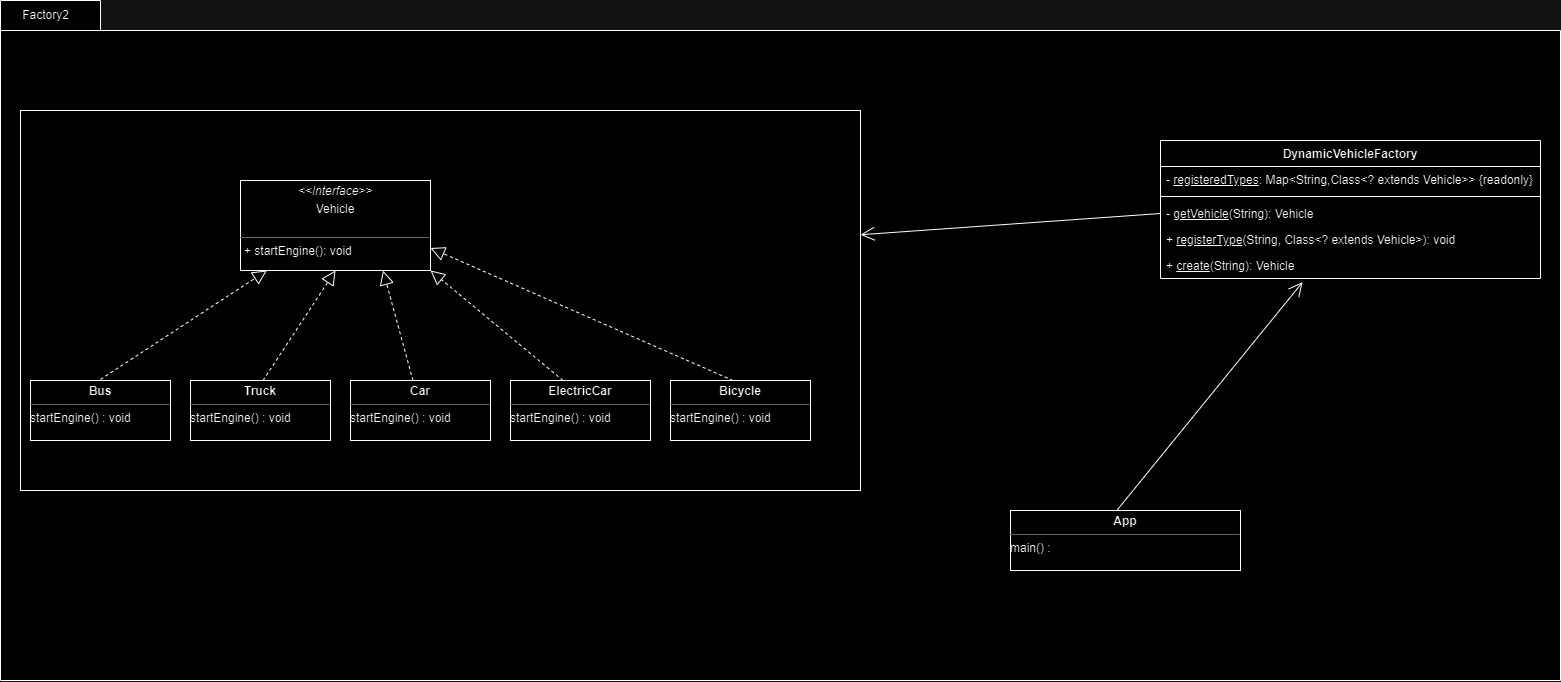 Factory2
<<Interface>>
Vehicle
+ startEngine(): void
Bus
startEngine() : void
Truck
startEngine() : void
Car
startEngine() : void
ElectricCar
startEngine() : void
Bicycle
startEngine() : void
DynamicVehicleFactory
- registeredTypes: Map<String,Class<? extends Vehicle>> {readonly}
- getVehicle(String): Vehicle
+ registerType(String, Class<? extends Vehicle>): void
+ create(String): Vehicle
App
main() :